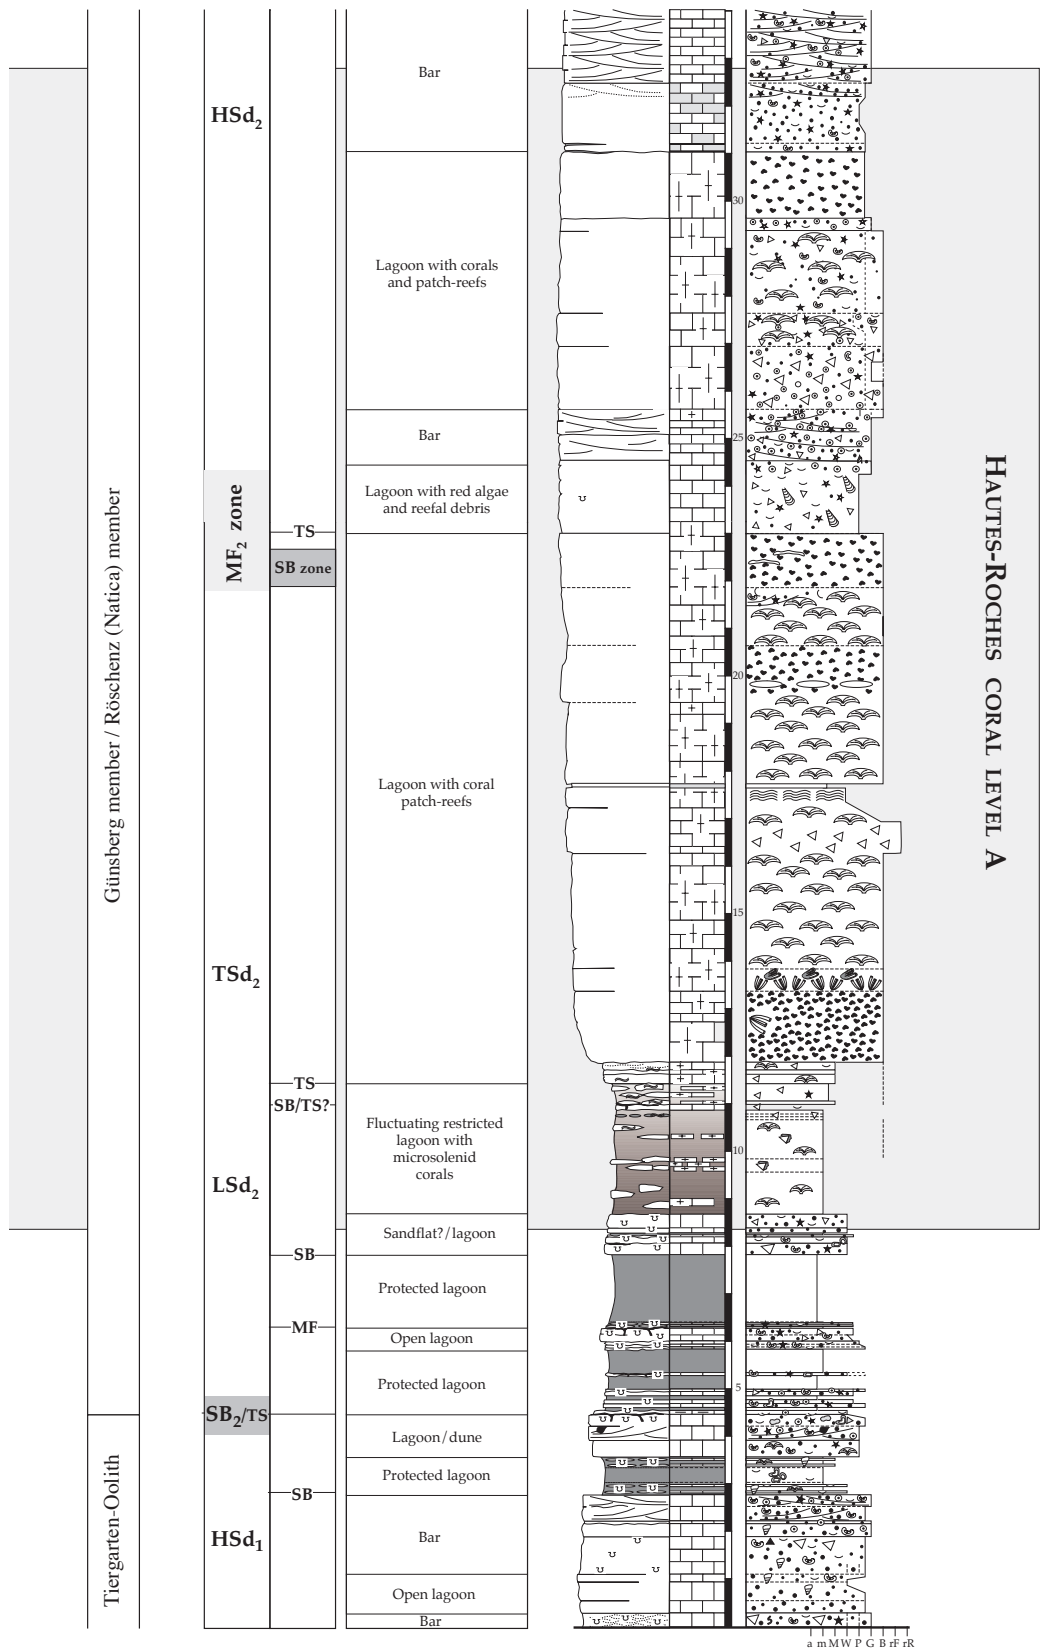 Günsberg member / Röschenz (Natica) member
Tiergarten-Oolith
HSd₂
MF₂ zone
TSd₂
LSd₂
SB₂/TS
HSd₁
TS
SB zone
TS
SB/TS?
SB
MF
SB
Bar
Lagoon with corals
and patch-reefs
Bar
Lagoon with red algae
and reefal debris
Lagoon with coral
patch-reefs
Fluctuating restricted
lagoon with
microsolenid
corals
Sandflat?/lagoon
Protected lagoon
Open lagoon
Protected lagoon
Lagoon/dune
Protected lagoon
Bar
Open lagoon
Bar
30
25
20
15
10
5
HAUTES-ROCHES CORAL LEVEL A
a m M W P G B rF rR